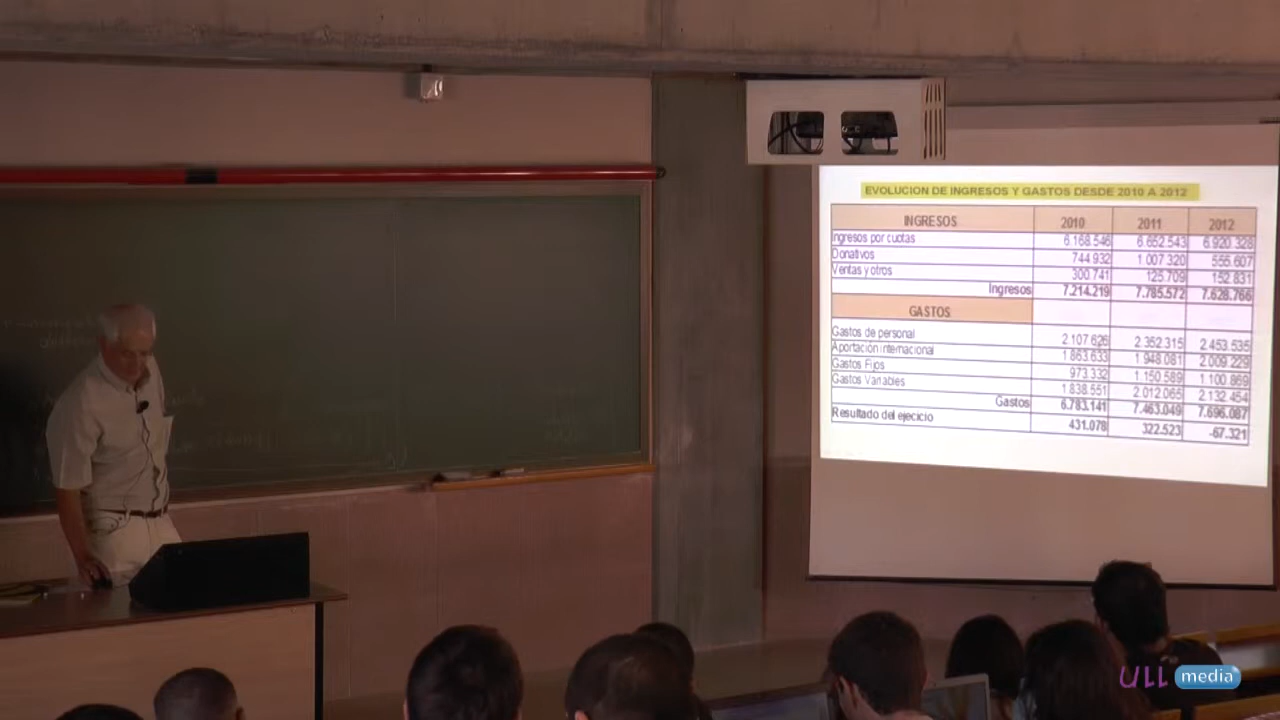 EVOLUCION DE INGRESOS Y GASTOS DESDE 2010 A 2012
INGRESOS 2010 2011 2012
Ingresos por cuotas 6.168.546 6.652.543 6.920.328
Donativos 744.932 1.007.320 555.607
Ventas y otros 300.741 125.709 152.831
Ingresos 7.214.219 7.785.572 7.628.766
GASTOS
Gastos de personal 2.107.626 2.352.315 2.453.535
Aportación internacional 1.863.633 1.948.081 2.009.229
Gastos Fijos 973.332 1.150.589 1.100.869
Gastos Variables 1.838.551 2.012.065 2.132.454
Gastos 6.783.141 7.463.049 7.696.087
Resultado del ejecicio 431.078 322.523 -67.321
ULL media